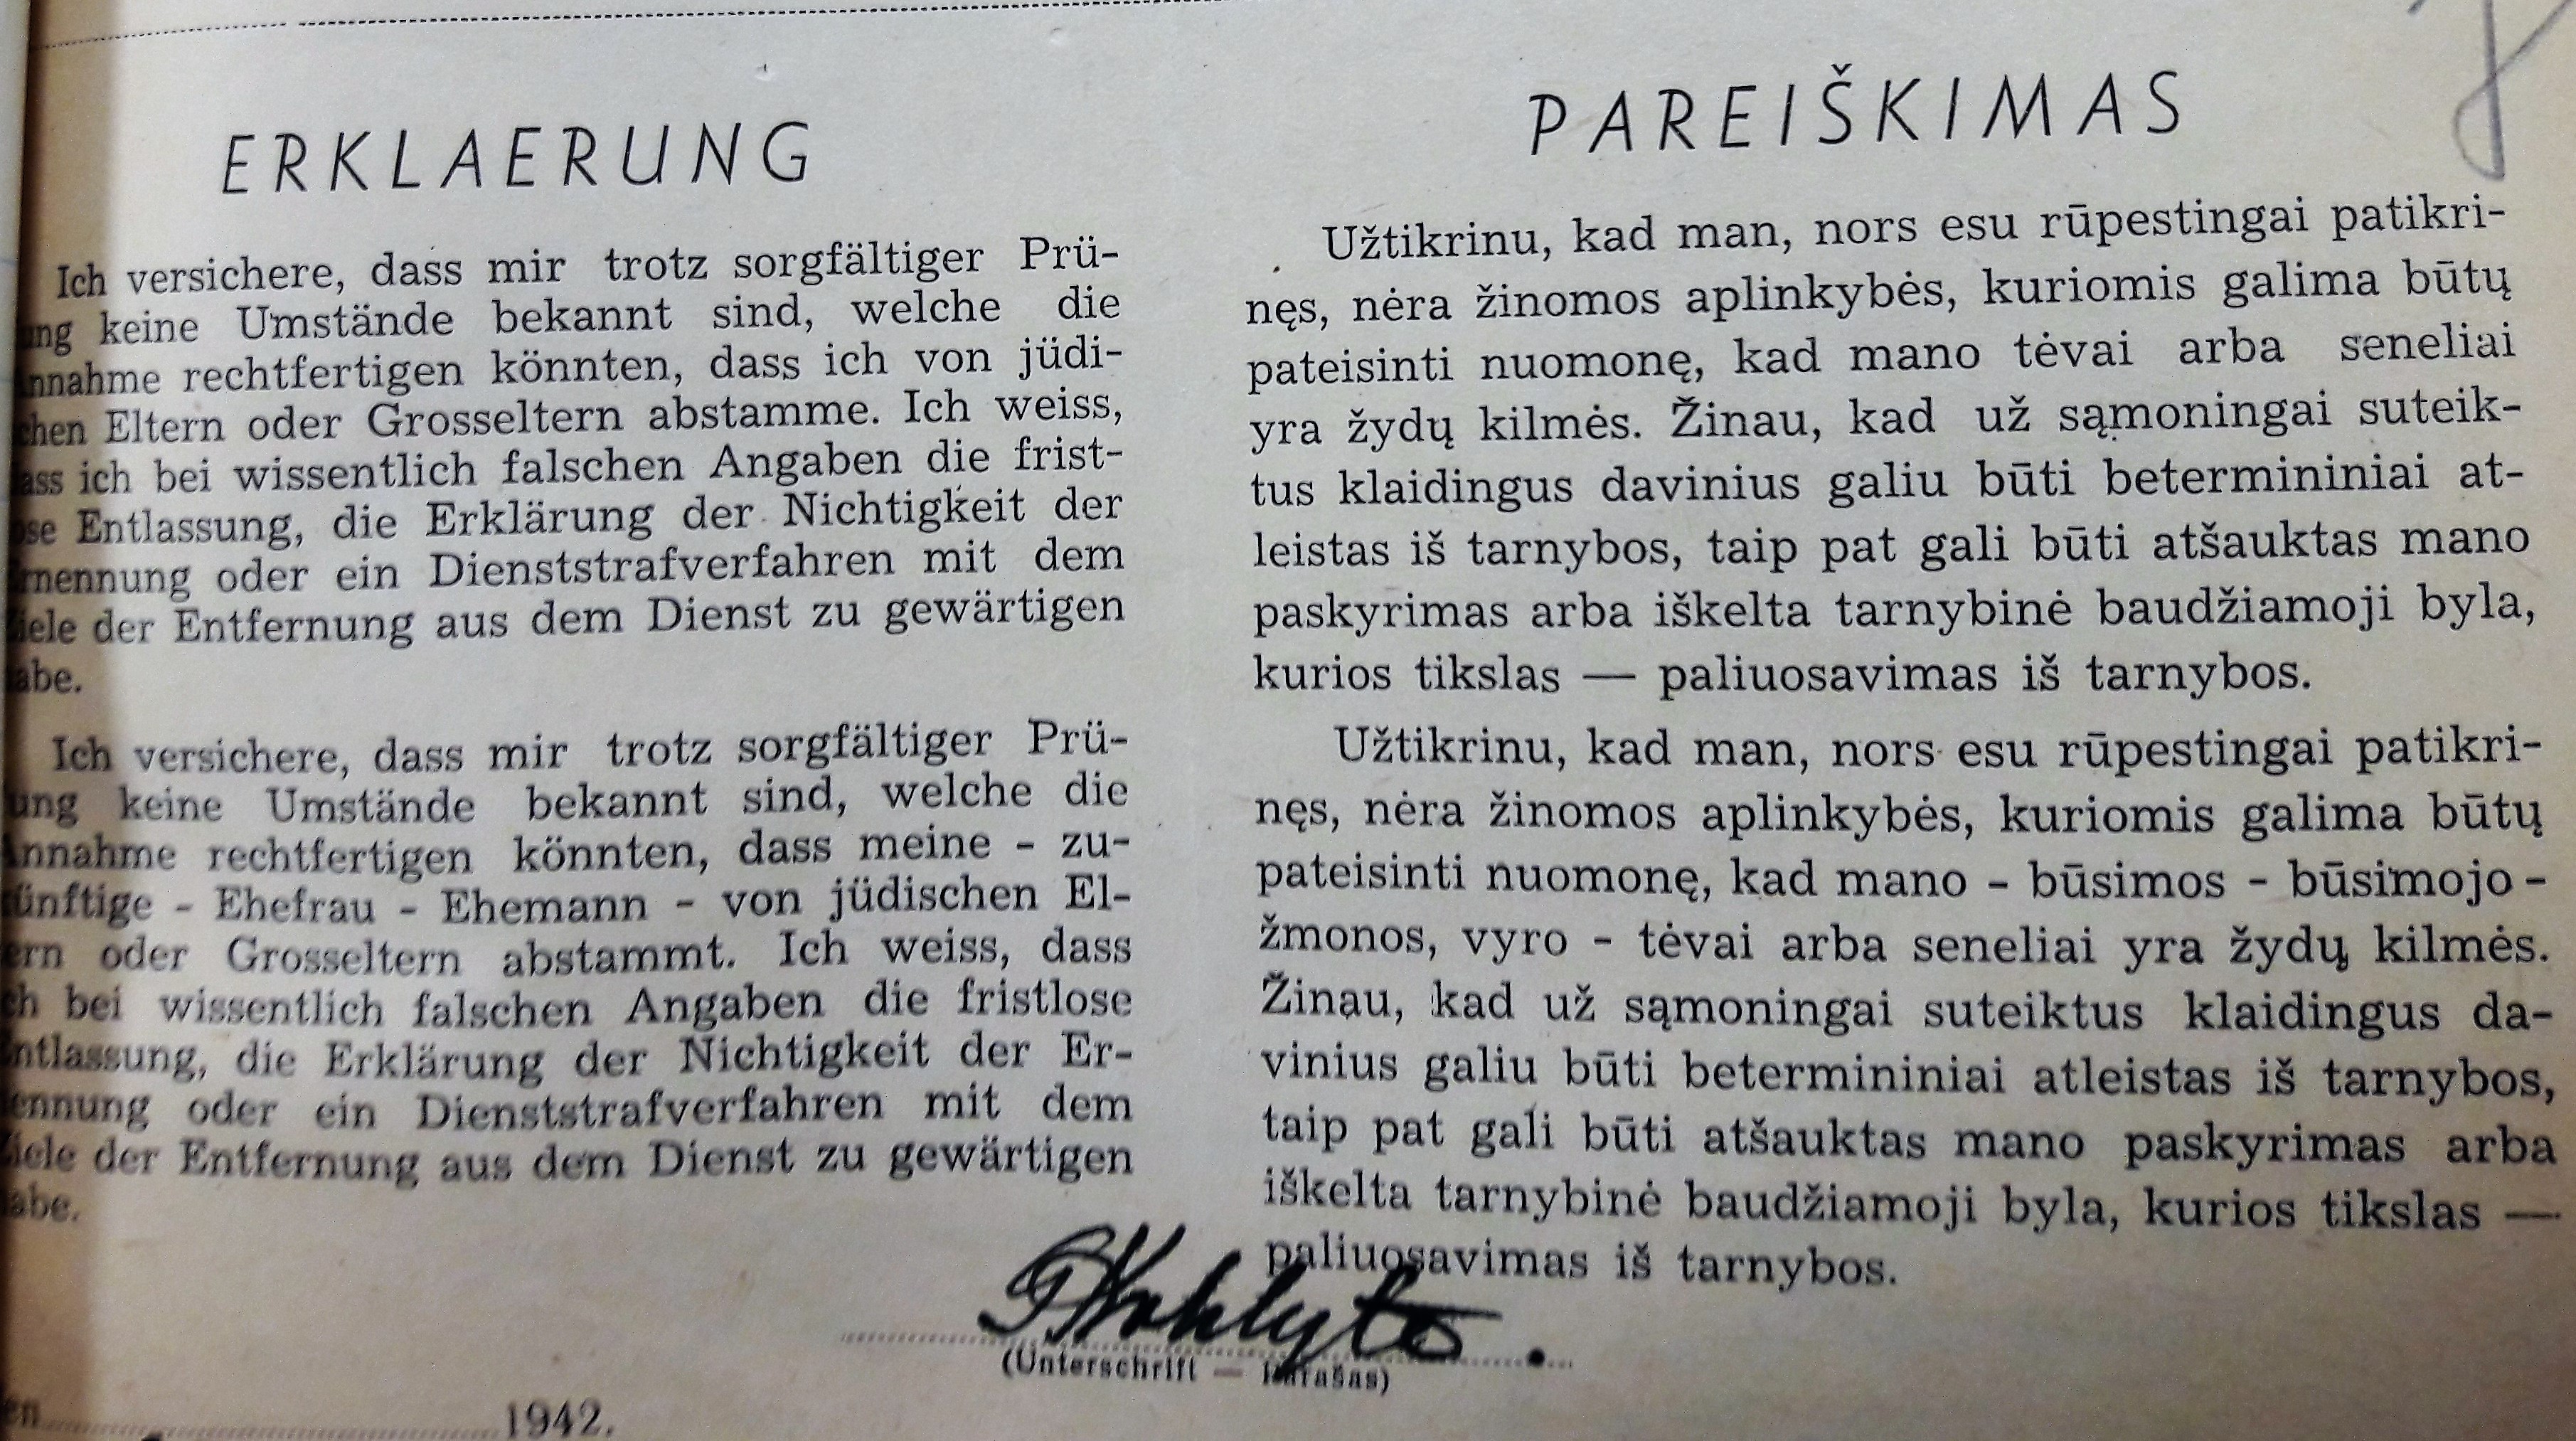 ERKLAERUNG
Ich versichere, dass mir trotz sorgfältiger Prü-
ung keine Umstände bekannt sind, welche die
nnahme rechtfertigen könnten, dass ich von jüdi-
chen Eltern oder Grosseltern abstamme. Ich weiss,
ass ich bei wissentlich falschen Angaben die frist-
ose Entlassung, die Erklärung der Nichtigkeit der
rnennung oder ein Dienststrafverfahren mit dem
iele der Entfernung aus dem Dienst zu gewärtigen
abe.
Ich versichere, dass mir trotz sorgfältiger Prü-
ung keine Umstände bekannt sind, welche die
Annahme rechtfertigen könnten, dass meine - zu-
künftige - Ehefrau - Ehemann - von jüdischen El-
ern oder Grosseltern abstammt. Ich weiss, dass
ch bei wissentlich falschen Angaben die fristlose
Entlassung, die Erklärung der Nichtigkeit der Er-
ennung oder ein Dienststrafverfahren mit dem
Ziele der Entfernung aus dem Dienst zu gewärtigen
abe.
PAREIŠKIMAS
Užtikrinu, kad man, nors esu rūpestingai patikri-
nęs, nėra žinomos aplinkybės, kuriomis galima būtų
pateisinti nuomonę, kad mano tėvai arba seneliai
yra žydų kilmės. Žinau, kad už sąmoningai suteik-
tus klaidingus davinius galiu būti betermininiai at-
leistas iš tarnybos, taip pat gali būti atšauktas mano
paskyrimas arba iškelta tarnybinė baudžiamoji byla,
kurios tikslas — paliuosavimas iš tarnybos.
Užtikrinu, kad man, nors esu rūpestingai patikri-
nęs, nėra žinomos aplinkybės, kuriomis galima būtų
pateisinti nuomonę, kad mano - būsimos - būsimojo -
žmonos, vyro - tėvai arba seneliai yra žydų kilmės.
Žinau, kad už sąmoningai suteiktus klaidingus da-
vinius galiu būti betermininiai atleistas iš tarnybos,
taip pat gali būti atšauktas mano paskyrimas arba
iškelta tarnybinė baudžiamoji byla, kurios tikslas —
paliuosavimas iš tarnybos.
(Unterschrift — Parašas)
en 1942.